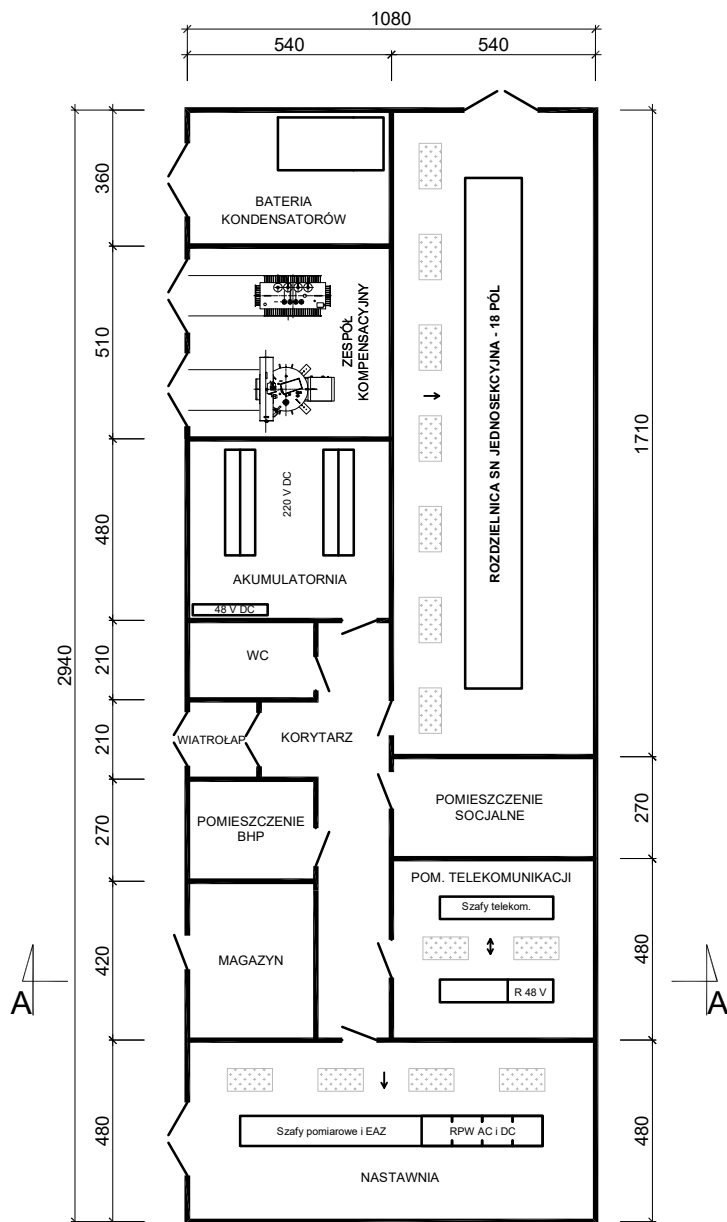 1080
540
540
360
BATERIA
KONDENSATORÓW
510
ZESPÓŁ
KOMPENSACYJNY
ROZDZIELNICA SN JEDNOSEKCYJNA - 18 PÓL
1710
480
220 V DC
AKUMULATORNIA
48 V DC
2940
210
WC
210
WIATROŁAP
KORYTARZ
270
POMIESZCZENIE
BHP
POMIESZCZENIE
SOCJALNE
270
POM. TELEKOMUNIKACJI
Szafy telekom.
420
MAGAZYN
480
R 48 V
A
A
480
Szafy pomiarowe i EAZ
RPW AC i DC
480
NASTAWNIA